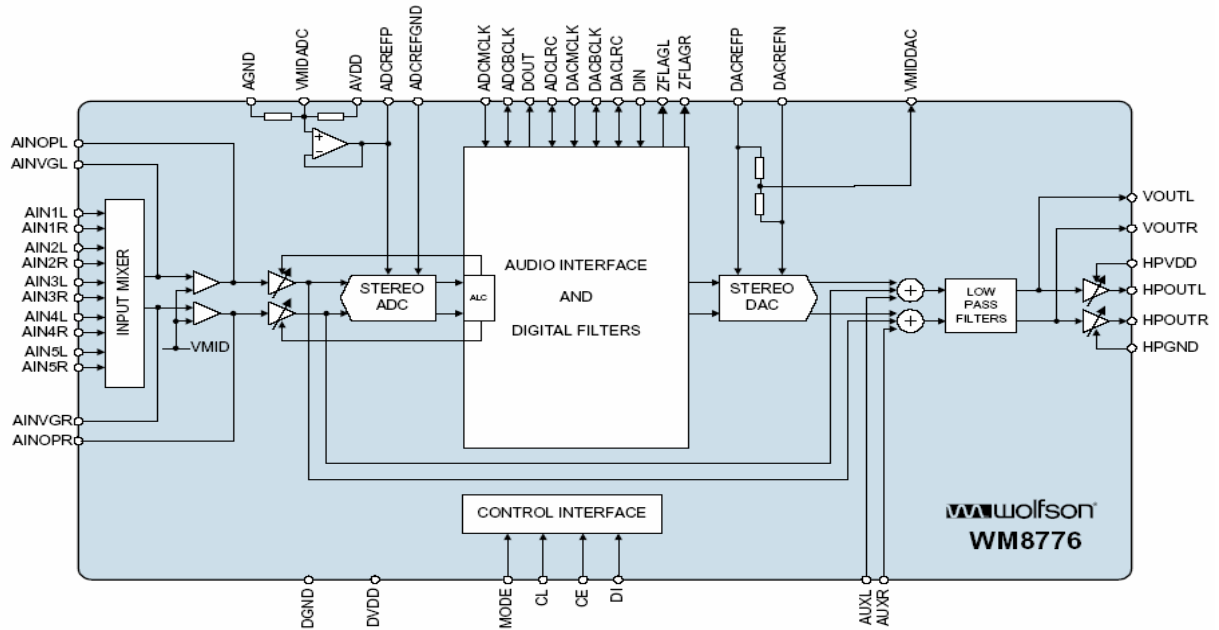 AGND
VMIDADC
AVDD
ADCREFP
ADCREFGND
ADCMCLK
ADCBCLK
DOUT
ADCLRC
DACMCLK
DACBCLK
DACLRC
DIN
ZFLAGL
ZFLAGR
DACREFP
DACREFN
VMIDDAC
AINOPL
AINVGL
AIN1L
AIN1R
AIN2L
AIN2R
AIN3L
AIN3R
AIN4L
AIN4R
AIN5L
AIN5R
AINVGR
AINOPR
INPUT MIXER
VMID
+
-
STEREO
ADC
ALC
AUDIO INTERFACE
AND
DIGITAL FILTERS
STEREO
DAC
+
+
LOW
PASS
FILTERS
VOUTL
VOUTR
HPVDD
HPOUTL
HPOUTR
HPGND
CONTROL INTERFACE
wolfson
WM8776
DGND
DVDD
MODE
CL
CE
DI
AUXL
AUXR